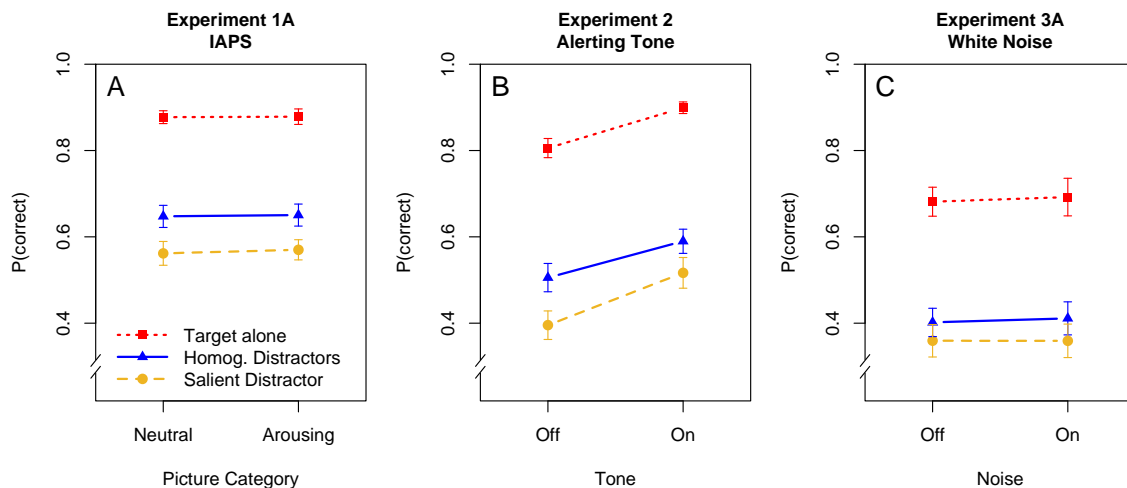 Experiment 1A
IAPS
A
P(correct)
1.0
0.8
0.6
0.4
Target alone
Homog. Distractors
Salient Distractor
Neutral
Arousing
Picture Category
Experiment 2
Alerting Tone
B
P(correct)
1.0
0.8
0.6
0.4
Off
On
Tone
Experiment 3A
White Noise
C
P(correct)
1.0
0.8
0.6
0.4
Off
On
Noise